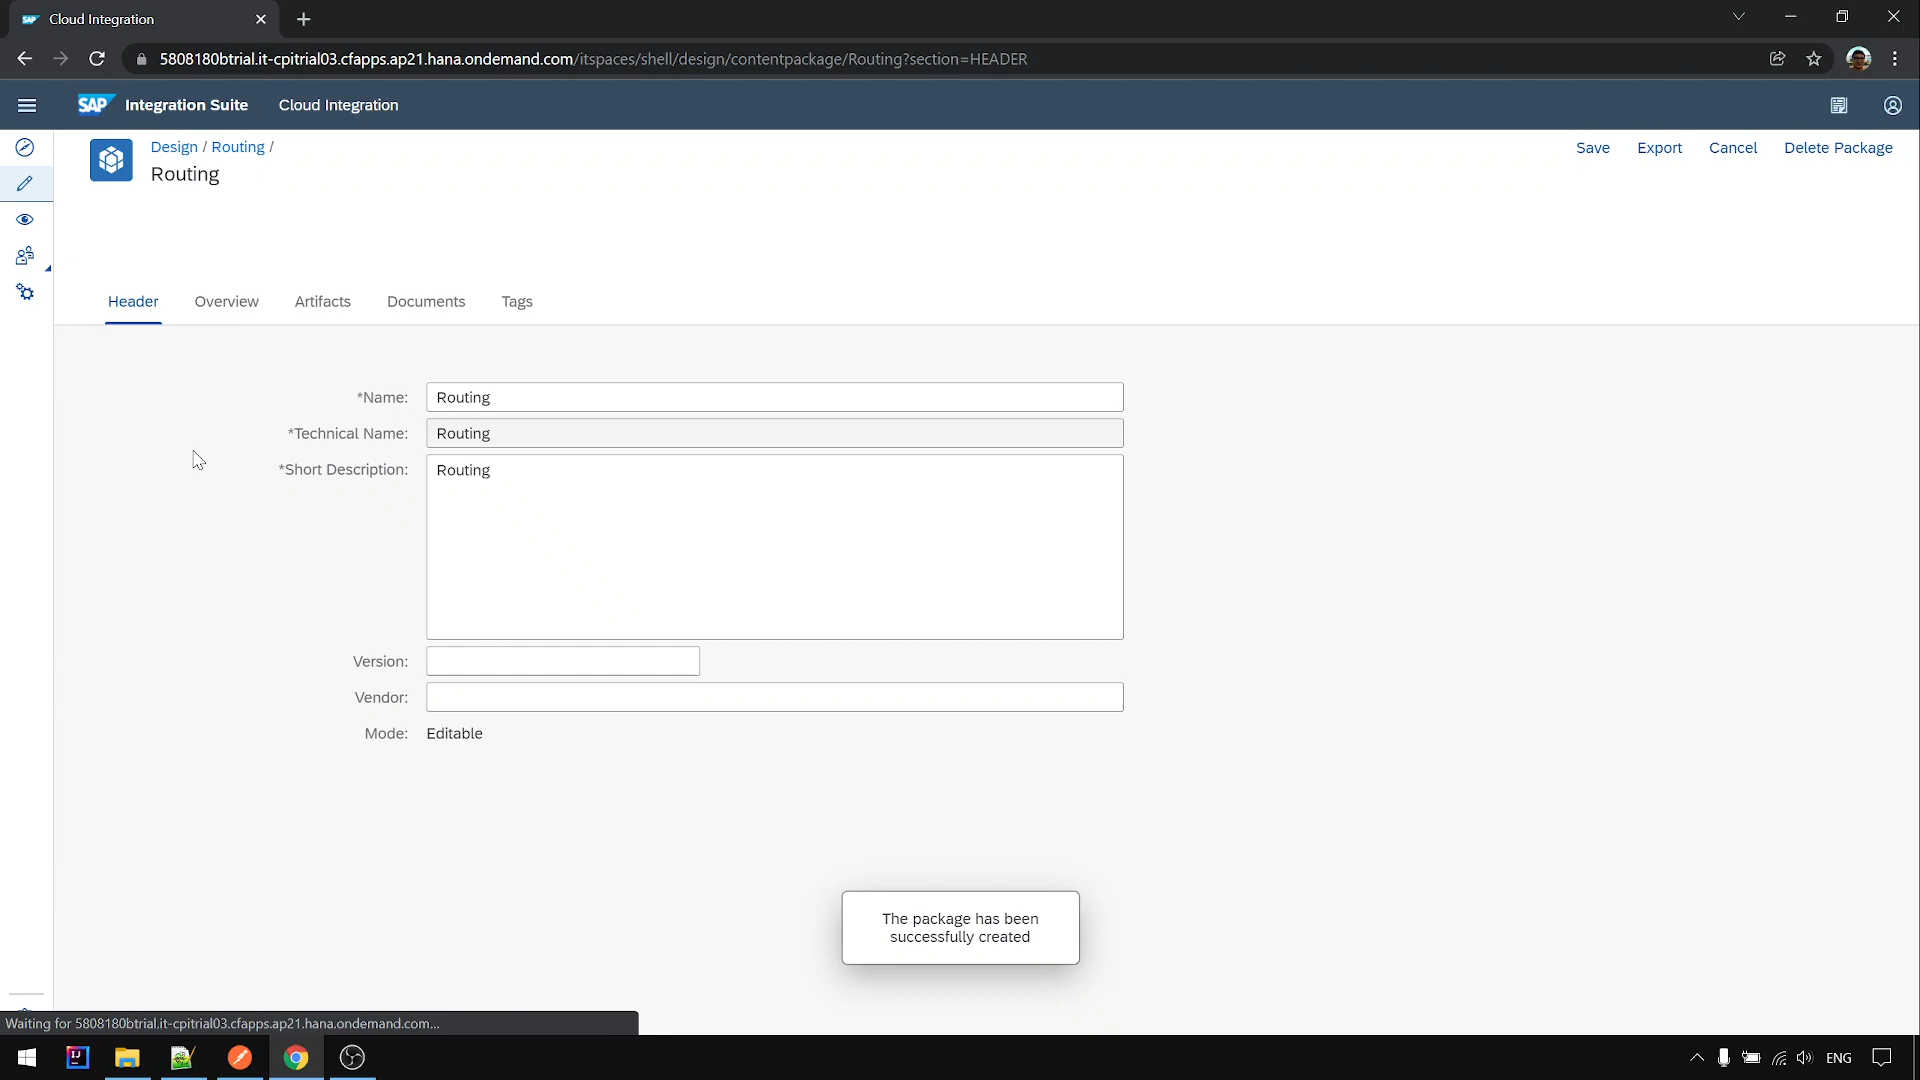 Cloud Integration
5808180btrial.it-cpitrial03.cfapps.ap21.hana.ondemand.com/itspaces/shell/design/contentpackage/Routing?section=HEADER
SAP Integration Suite Cloud Integration
Design / Routing /
Routing
Save Export Cancel Delete Package
Header Overview Artifacts Documents Tags
*Name: Routing
*Technical Name: Routing
*Short Description: Routing
Version:
Vendor:
Mode: Editable
The package has been
successfully created
Waiting for 5808180btrial.it-cpitrial03.cfapps.ap21.hana.ondemand.com...
ENG